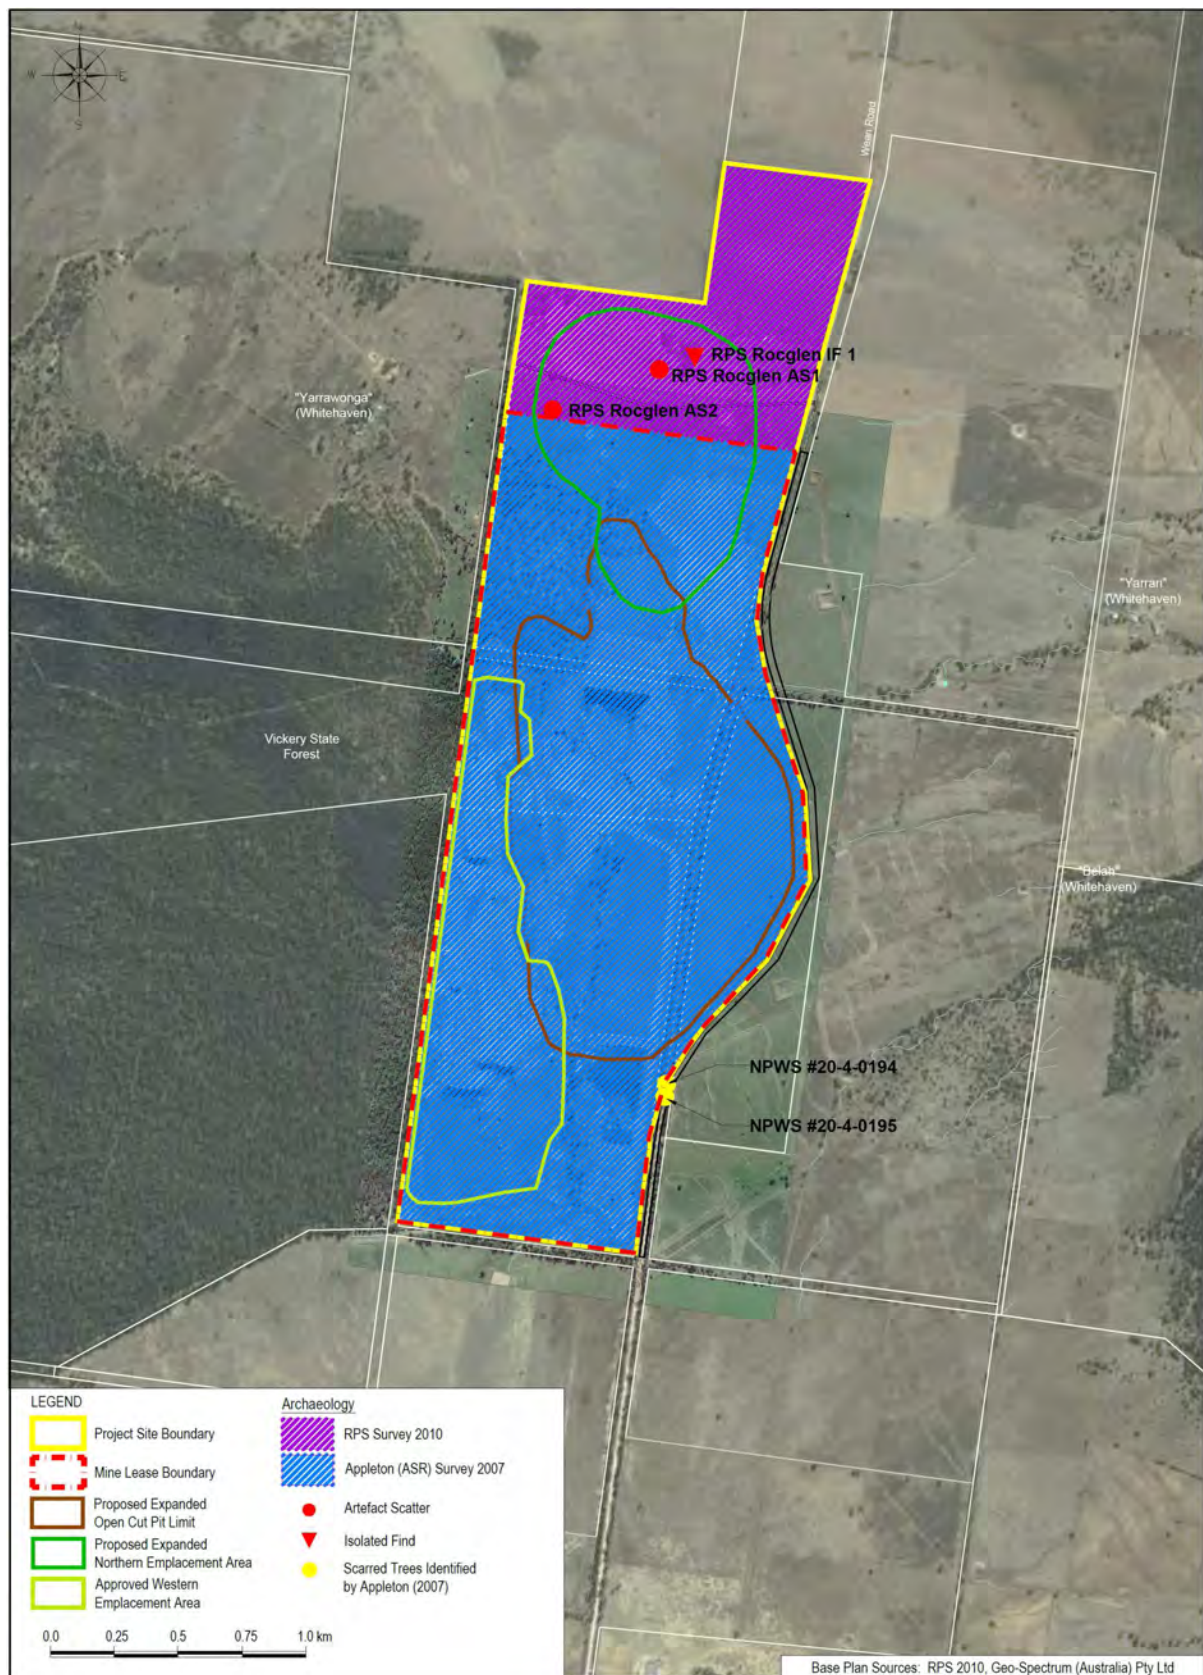 N
W
E
S
Wean Road
RPS Rocglen IF 1
RPS Rocglen AS1
"Yarrawonga"
(Whitehaven)
RPS Rocglen AS2
"Yarran"
(Whitehaven)
Vickery State
Forest
"Belah"
(Whitehaven)
NPWS #20-4-0194
NPWS #20-4-0195
LEGEND
Project Site Boundary
Mine Lease Boundary
Proposed Expanded
Open Cut Pit Limit
Proposed Expanded
Northern Emplacement Area
Approved Western
Emplacement Area
Archaeology
RPS Survey 2010
Appleton (ASR) Survey 2007
Artefact Scatter
Isolated Find
Scarred Trees Identified
by Appleton (2007)
0.0 0.25 0.5 0.75 1.0 km
Base Plan Sources: RPS 2010, Geo-Spectrum (Australia) Pty Ltd